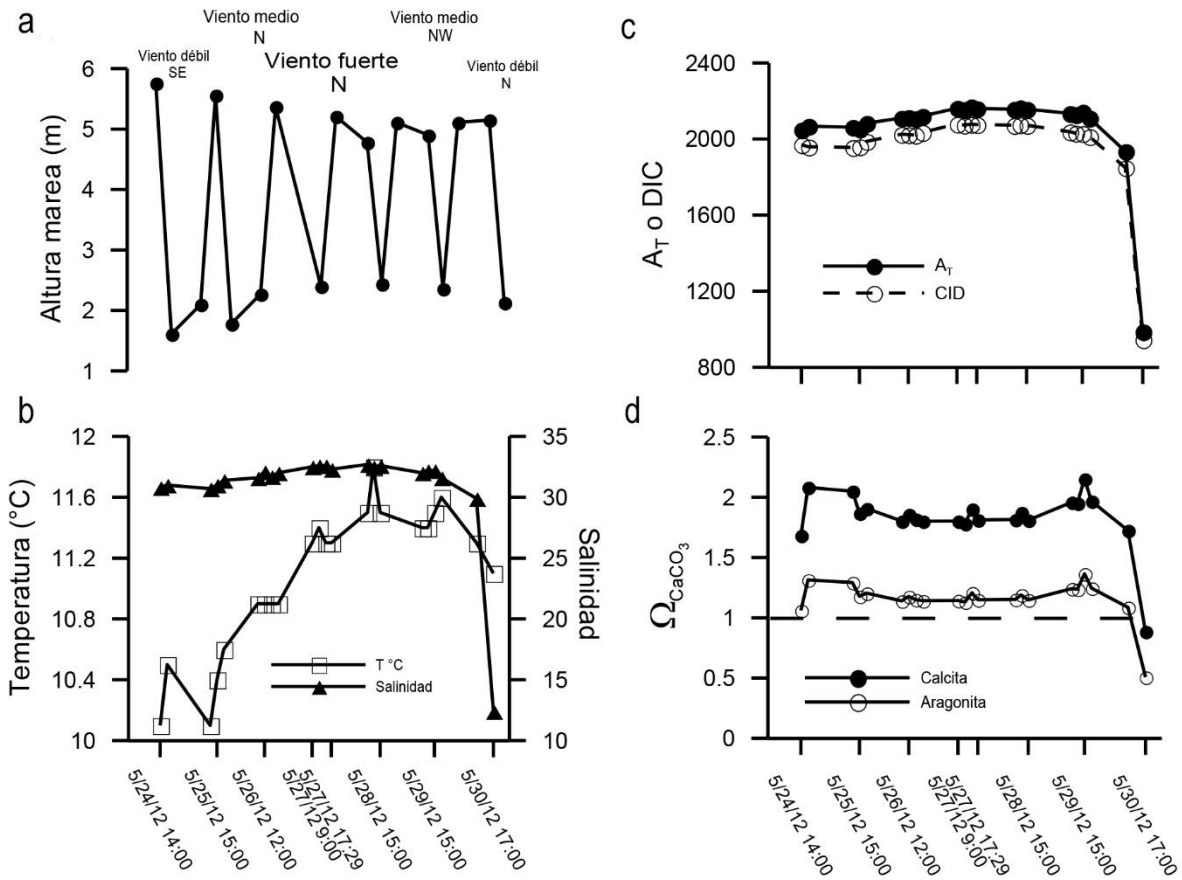 a
Viento medio
N
Viento medio
NW
Viento débil
SE
Viento fuerte
N
Viento débil
N
Altura marea (m)
6
5
4
3
2
1
b
Temperatura (°C)
12
11.6
11.2
10.8
10.4
10
35
30
25
20
15
10
Salinidad
T °C
Salinidad
5/24/12 14:00
5/25/12 15:00
5/26/12 12:00
5/27/12 9:00
5/27/12 17:29
5/28/12 15:00
5/29/12 15:00
5/30/12 17:00
c
A_T o DIC
2400
2000
1600
1200
800
A_T
CID
d
Ω_CaCO₃
2.5
2
1.5
1
0.5
0
Calcita
Aragonita
5/24/12 14:00
5/25/12 15:00
5/26/12 12:00
5/27/12 9:00
5/27/12 17:29
5/28/12 15:00
5/29/12 15:00
5/30/12 17:00